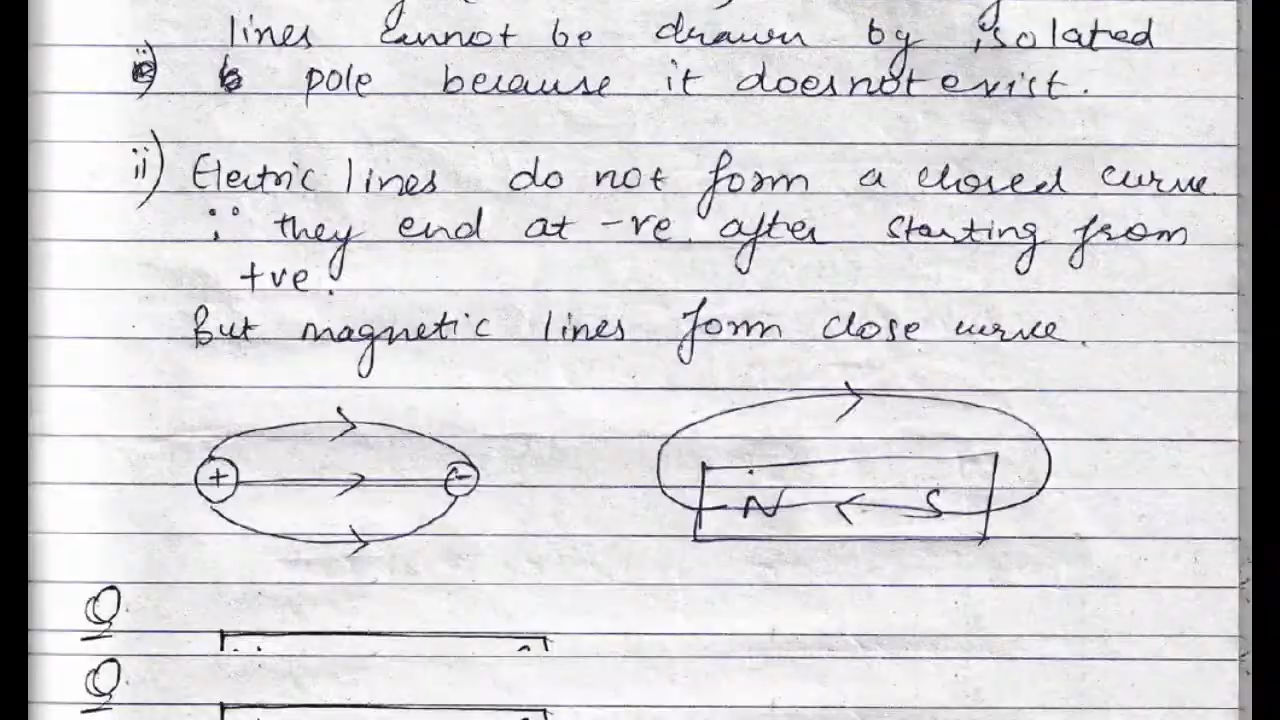 lines cannot be drawn by isolated
ii) pole because it does not exist.
ii) Electric lines do not form a closed curve
∵ they end at -ve after starting from
+ve.
But magnetic lines form close curve.
+ -
N S
Q.
Q.